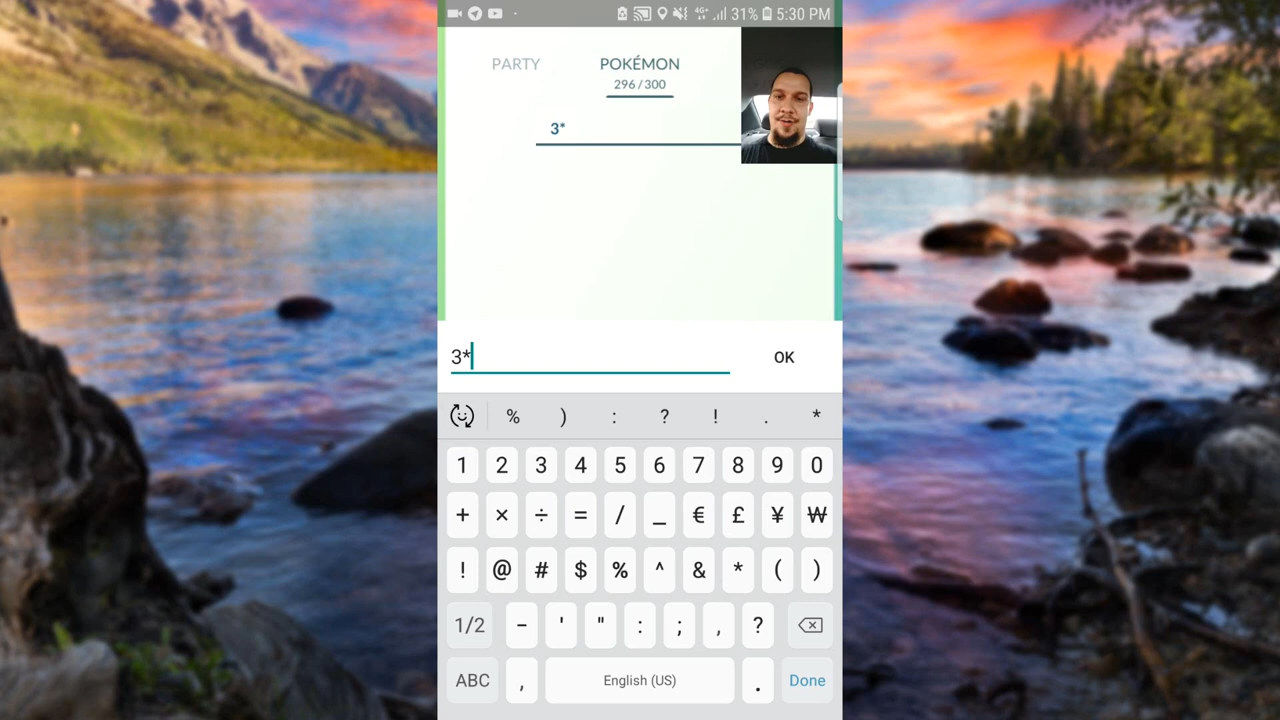 4G+ 31% 5:30 PM
PARTY
POKÉMON
296/300
3*
3*
OK
% ) : ? ! . *
1 2 3 4 5 6 7 8 9 0
+ × ÷ = / _ € £ ¥ ₩
! @ # $ % ^ & * ( )
1/2 - ' " : ; , ?
ABC , English (US) . Done